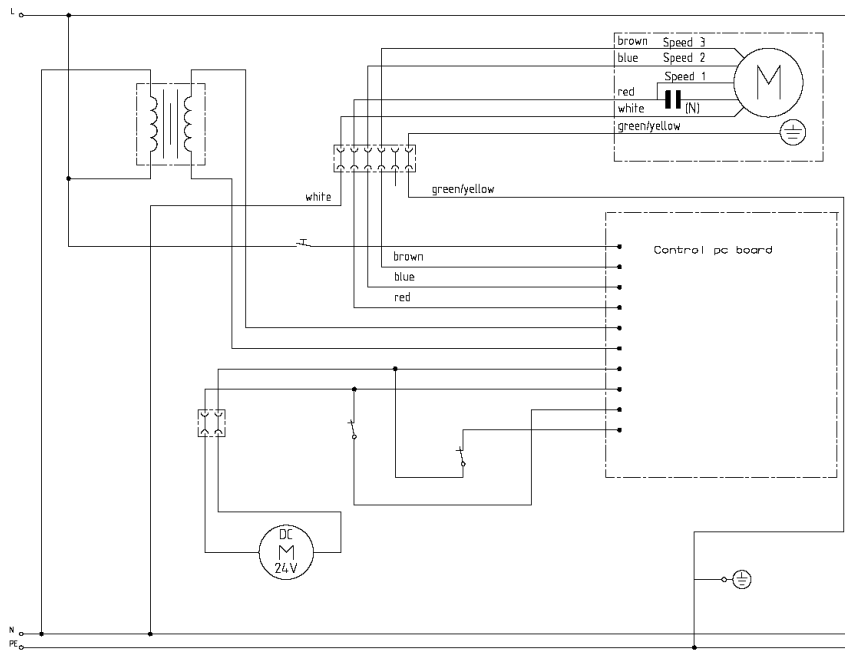 L
brown Speed 3
blue Speed 2
Speed 1
red
white (N)
green/yellow
M
white
green/yellow
Control pc board
brown
blue
red
DC
M
24V
N
PE